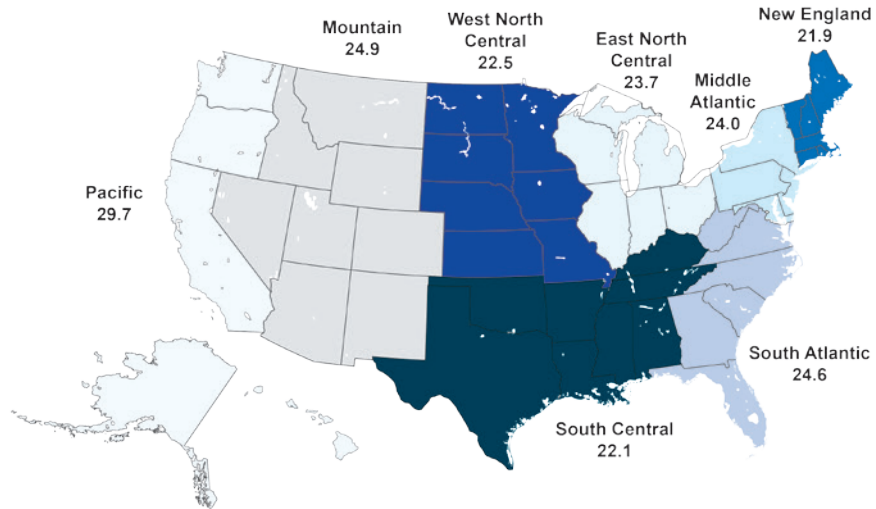 Mountain
24.9
West North
Central
22.5
East North
Central
23.7
Middle
Atlantic
24.0
New England
21.9
Pacific
29.7
South Atlantic
24.6
South Central
22.1